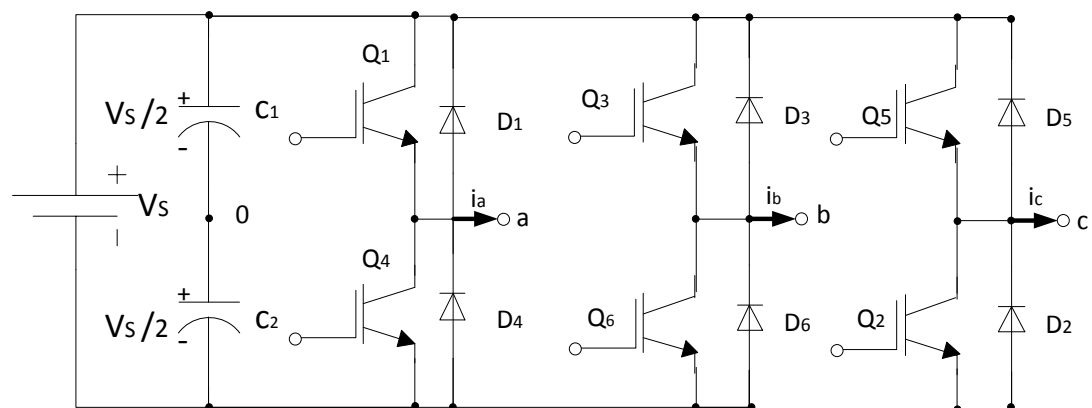 Q1
Q3
Q5
+
VS/2
C1
D1
D3
D5
-
+
VS
0
ia
a
ib
b
ic
c
Q4
+
VS/2
C2
D4
Q6
D6
Q2
D2
-